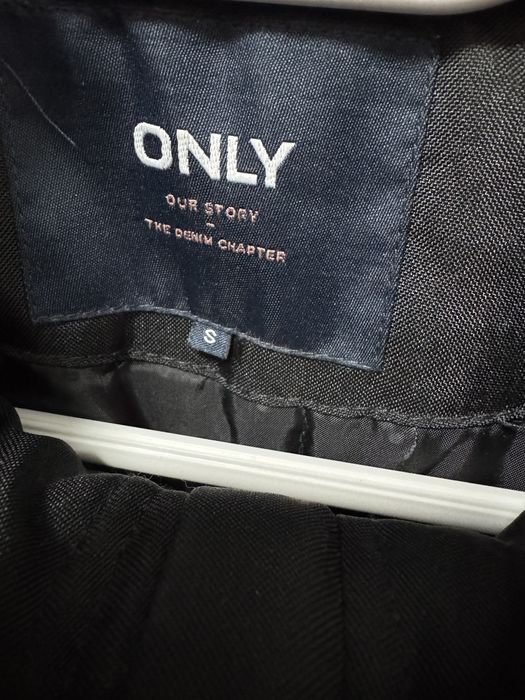 ONLY
OUR STORY
-
THE DENIM CHAPTER
S